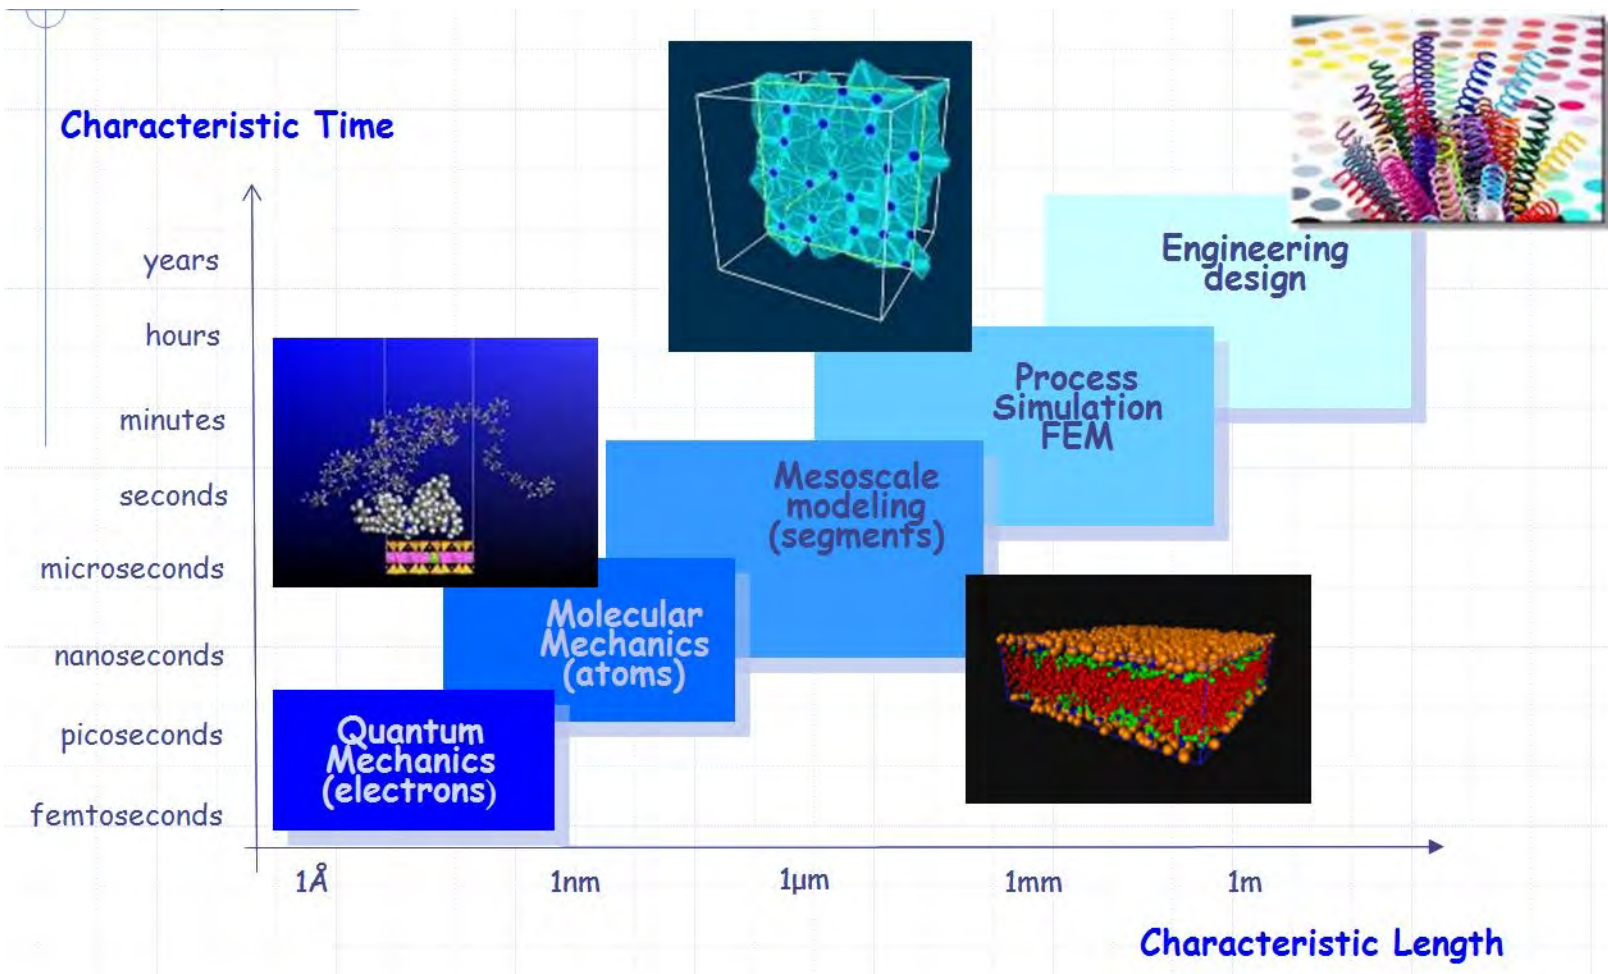 Characteristic Time
years
hours
minutes
seconds
microseconds
nanoseconds
picoseconds
femtoseconds
Engineering
design
Process
Simulation
FEM
Mesoscale
modeling
(segments)
Molecular
Mechanics
(atoms)
Quantum
Mechanics
(electrons)
1Å
1nm
1μm
1mm
1m
Characteristic Length